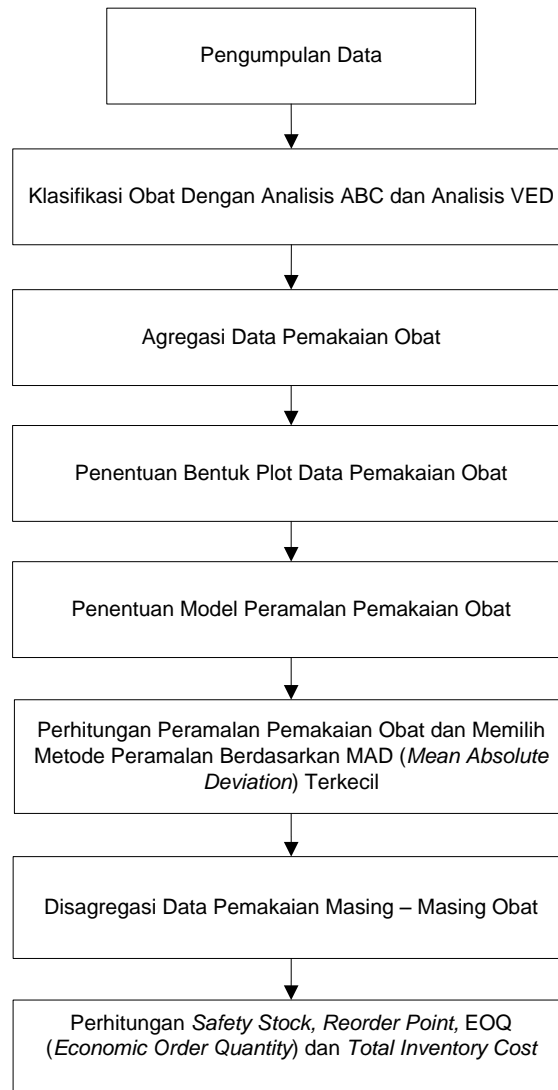 Pengumpulan Data
Klasifikasi Obat Dengan Analisis ABC dan Analisis VED
Agregasi Data Pemakaian Obat
Penentuan Bentuk Plot Data Pemakaian Obat
Penentuan Model Peramalan Pemakaian Obat
Perhitungan Peramalan Pemakaian Obat dan Memilih
Metode Peramalan Berdasarkan MAD (Mean Absolute
Deviation) Terkecil
Disagregasi Data Pemakaian Masing – Masing Obat
Perhitungan Safety Stock, Reorder Point, EOQ
(Economic Order Quantity) dan Total Inventory Cost